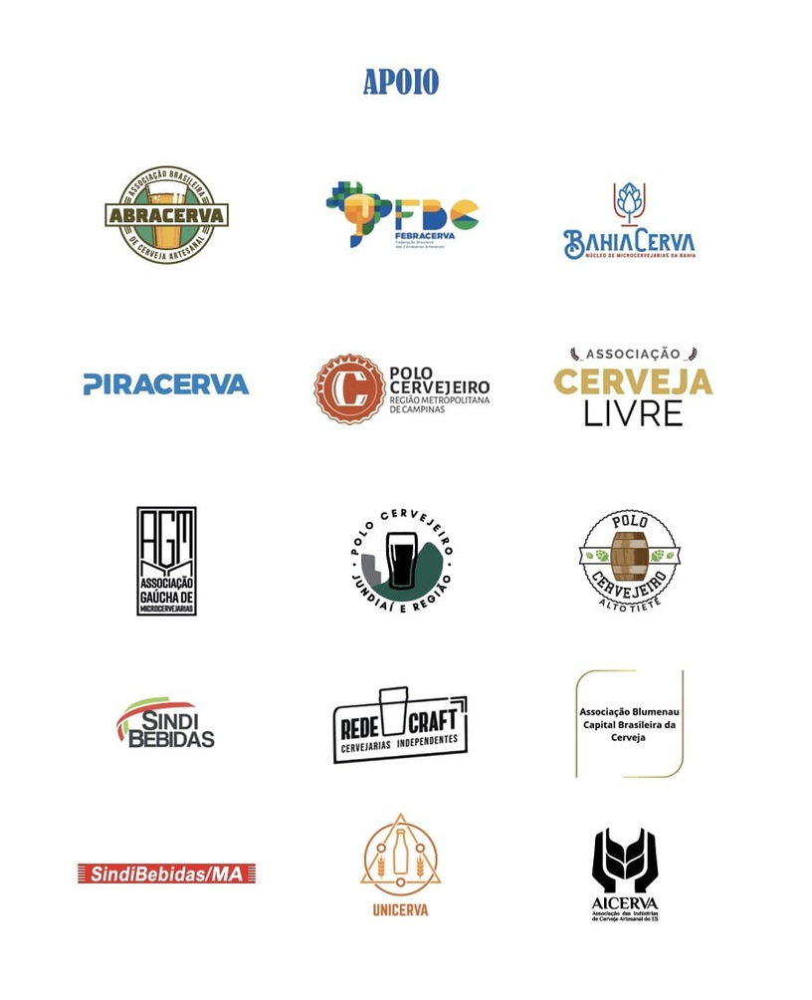 APOIO
ASSOCIAÇÃO BRASILEIRA
ABRACERVA
DE CERVEJA ARTESANAL
FBC
FEBRACERVA
Federação Brasileira
das Cervejarias Artesanais
BAHIACERVA
NÚCLEO DE MICROCERVEJARIAS DA BAHIA
PIRACERVA
C
POLO
CERVEJEIRO
REGIÃO METROPOLITANA
DE CAMPINAS
ASSOCIAÇÃO
CERVEJA
LIVRE
AGM
ASSOCIAÇÃO
GAÚCHA DE
MICROCERVEJARIAS
POLO CERVEJEIRO
JUNDIAÍ E REGIÃO
POLO
CERVEJEIRO
ALTO TIETÊ
SINDI
BEBIDAS
REDE CRAFT
CERVEJARIAS INDEPENDENTES
Associação Blumenau
Capital Brasileira da
Cerveja
SindiBebidas/MA
UNICERVA
AICERVA
Associação das Indústrias
de Cerveja Artesanal do ES